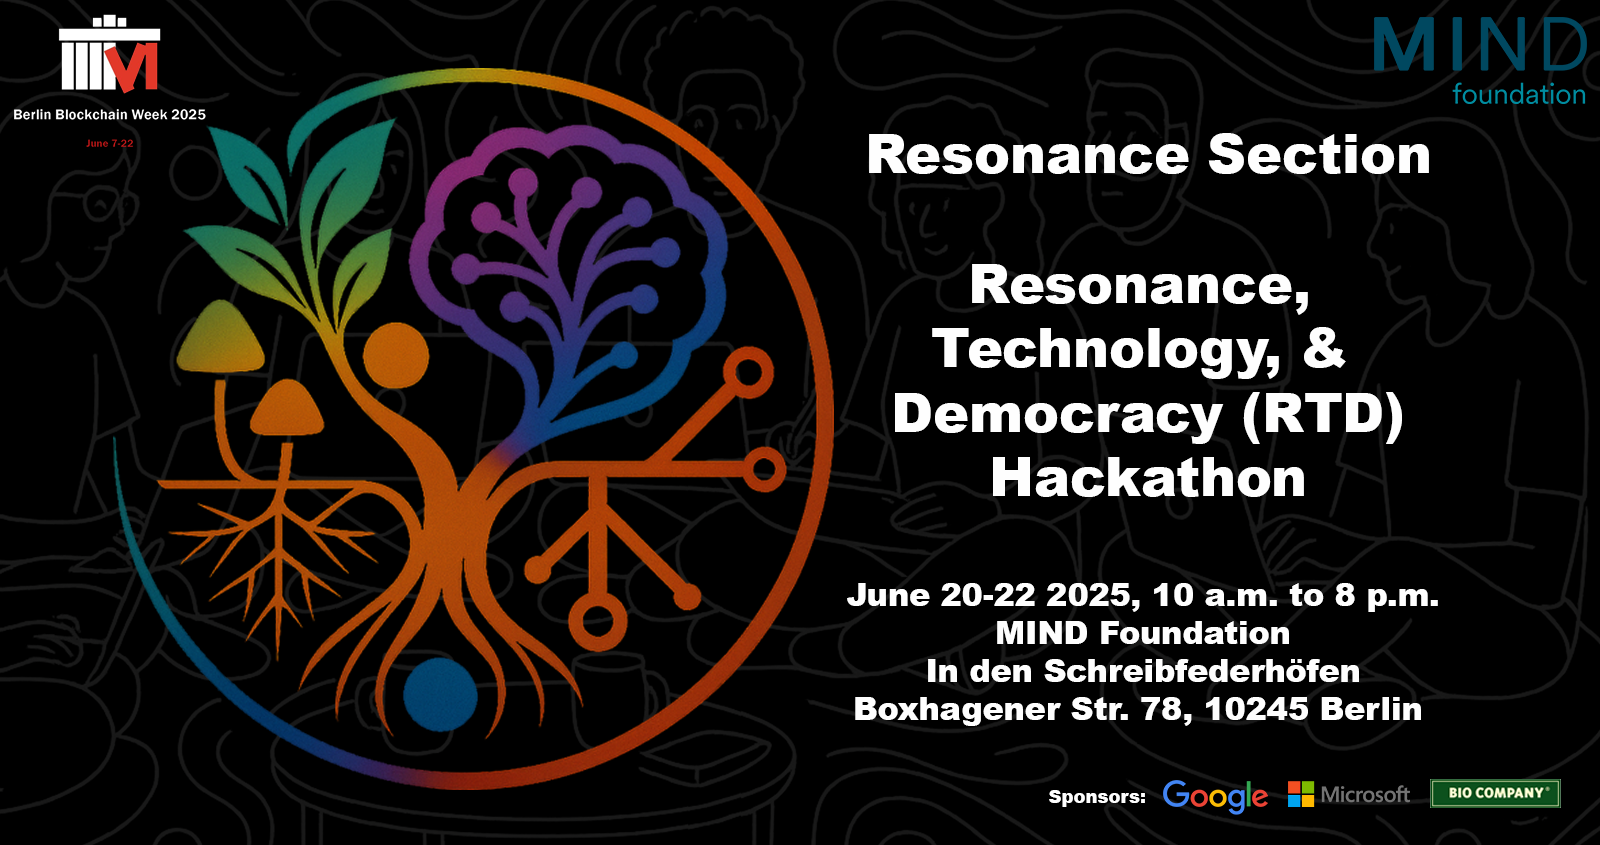 Berlin Blockchain Week 2025
June 7-22
MIND
foundation
Resonance Section
Resonance,
Technology, &
Democracy (RTD)
Hackathon
June 20-22 2025, 10 a.m. to 8 p.m.
MIND Foundation
In den Schreibfederhöfen
Boxhagener Str. 78, 10245 Berlin
Sponsors: Google Microsoft BIO COMPANY®